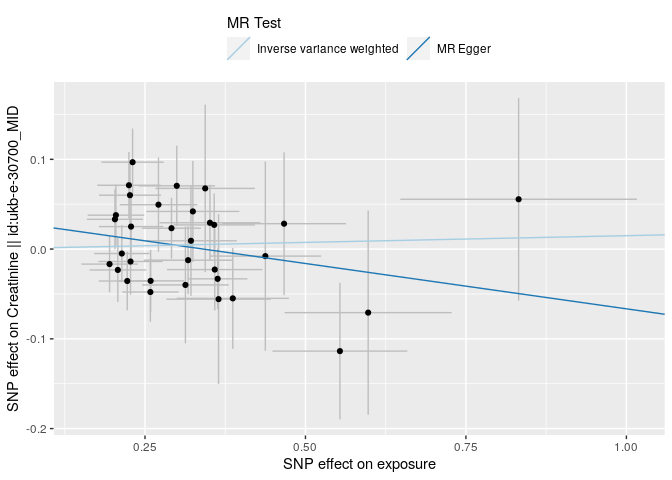 MR Test
Inverse variance weighted
MR Egger
SNP effect on Creatinine || id:ukb-e-30700_MID
0.1
0.0
-0.1
-0.2
0.25 0.50 0.75 1.00
SNP effect on exposure